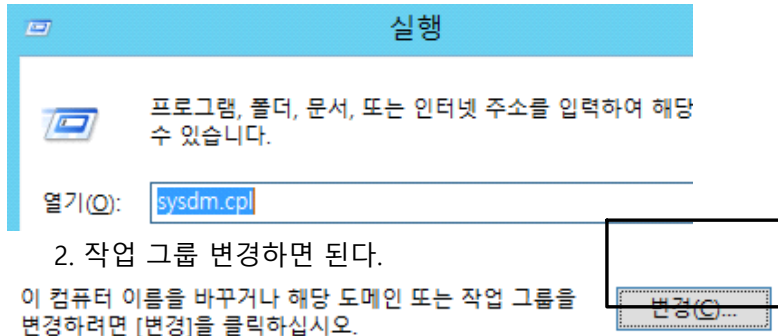 실행
프로그램, 폴더, 문서, 또는 인터넷 주소를 입력하여 해당
수 있습니다.
열기(O): sysdm.cpl
2. 작업 그룹 변경하면 된다.
이 컴퓨터 이름을 바꾸거나 해당 도메인 또는 작업 그룹을
변경하려면 [변경]을 클릭하십시오.
변경(C)...